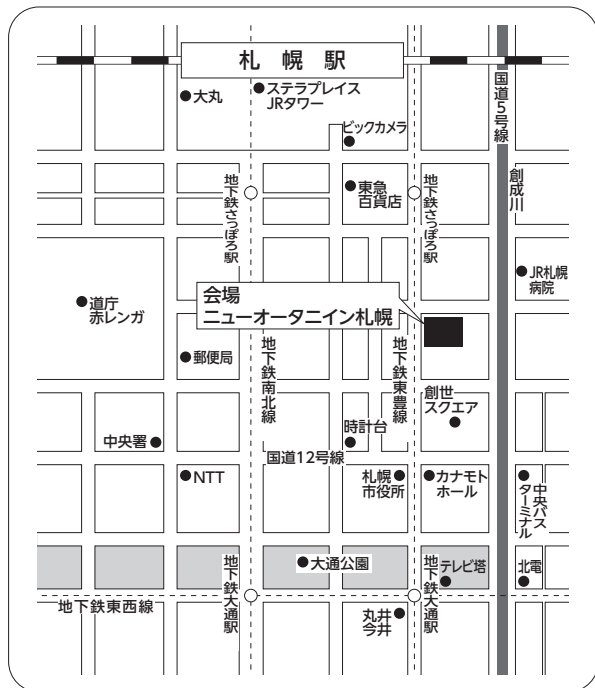 札幌駅
大丸
ステラプレイス
JRタワー
ビックカメラ
国道5号線
創成川
地下鉄さっぽろ駅
東急
百貨店
地下鉄さっぽろ駅
JR札幌
病院
会場
ニューオータニイン札幌
道庁
赤レンガ
郵便局
地下鉄南北線
地下鉄東豊線
創世
スクエア
時計台
中央署
国道12号線
NTT
札幌
市役所
カナモト
ホール
中央バス
ターミナル
大通公園
テレビ塔
北電
地下鉄大通駅
地下鉄大通駅
地下鉄東西線
丸井
今井